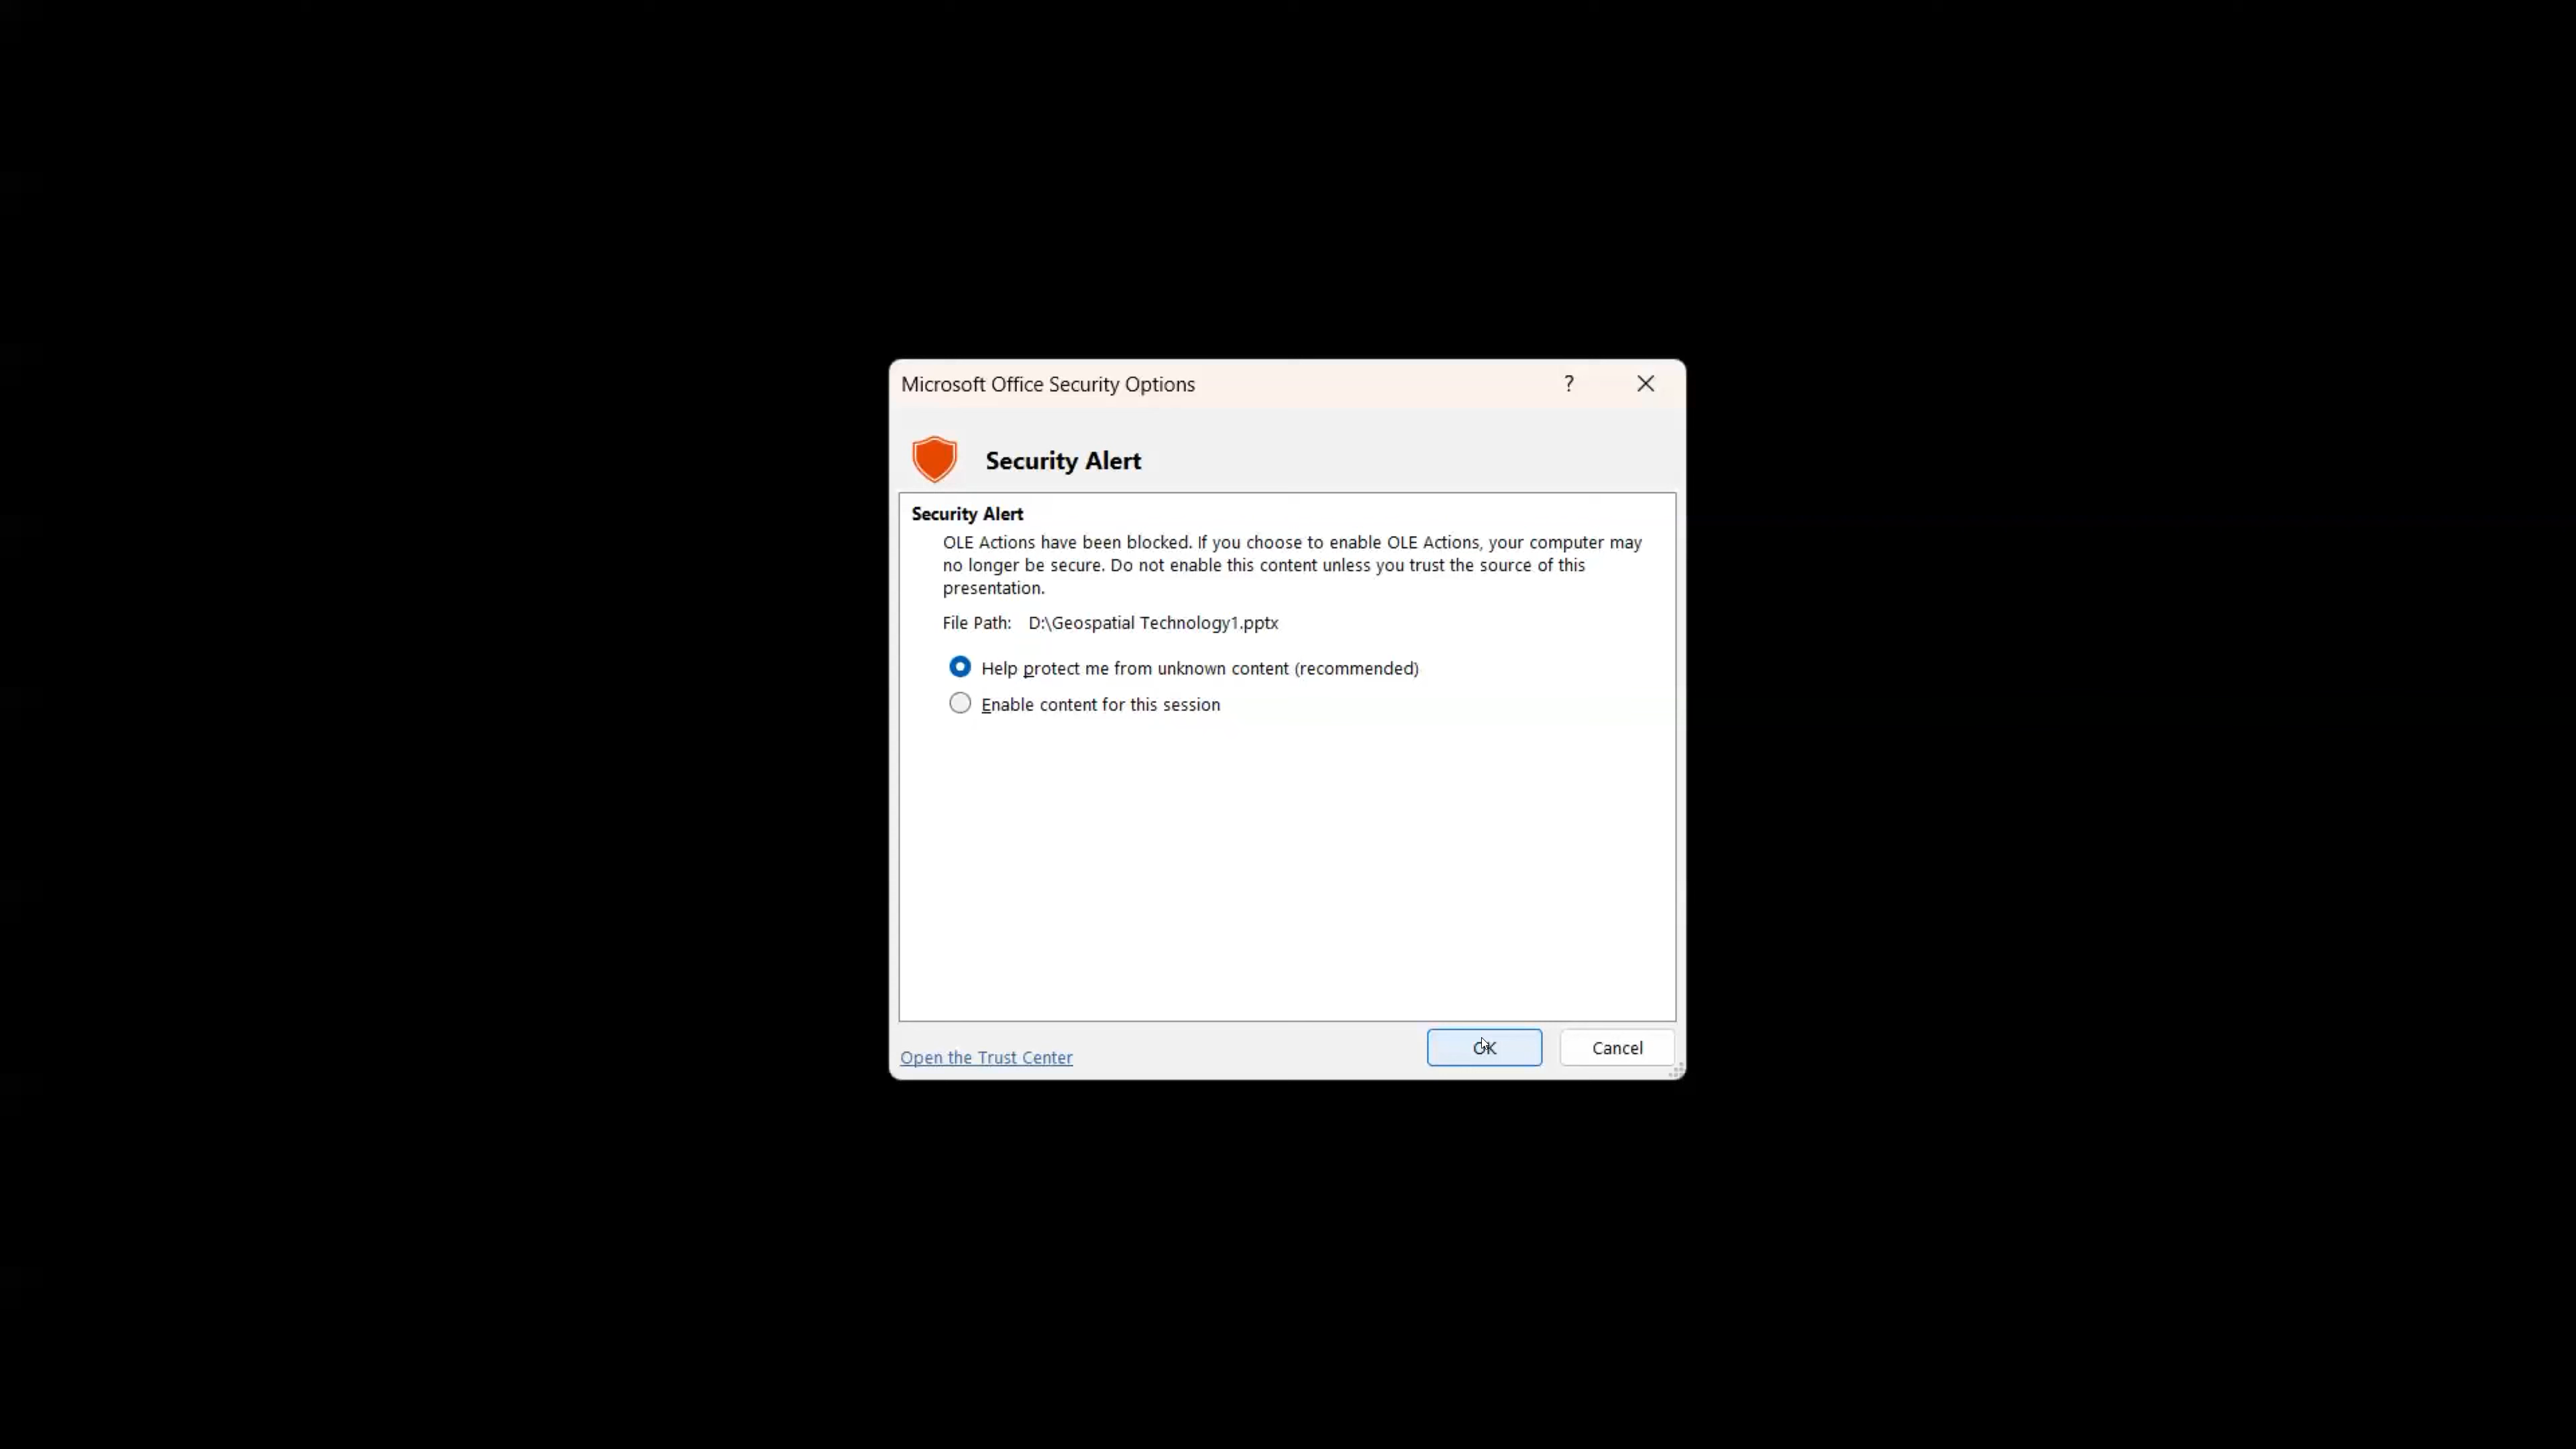 Microsoft Office Security Options
?
Security Alert
Security Alert
OLE Actions have been blocked. If you choose to enable OLE Actions, your computer may
no longer be secure. Do not enable this content unless you trust the source of this
presentation.
File Path: D:\Geospatial Technology1.pptx
Help protect me from unknown content (recommended)
Enable content for this session
Open the Trust Center
OK
Cancel